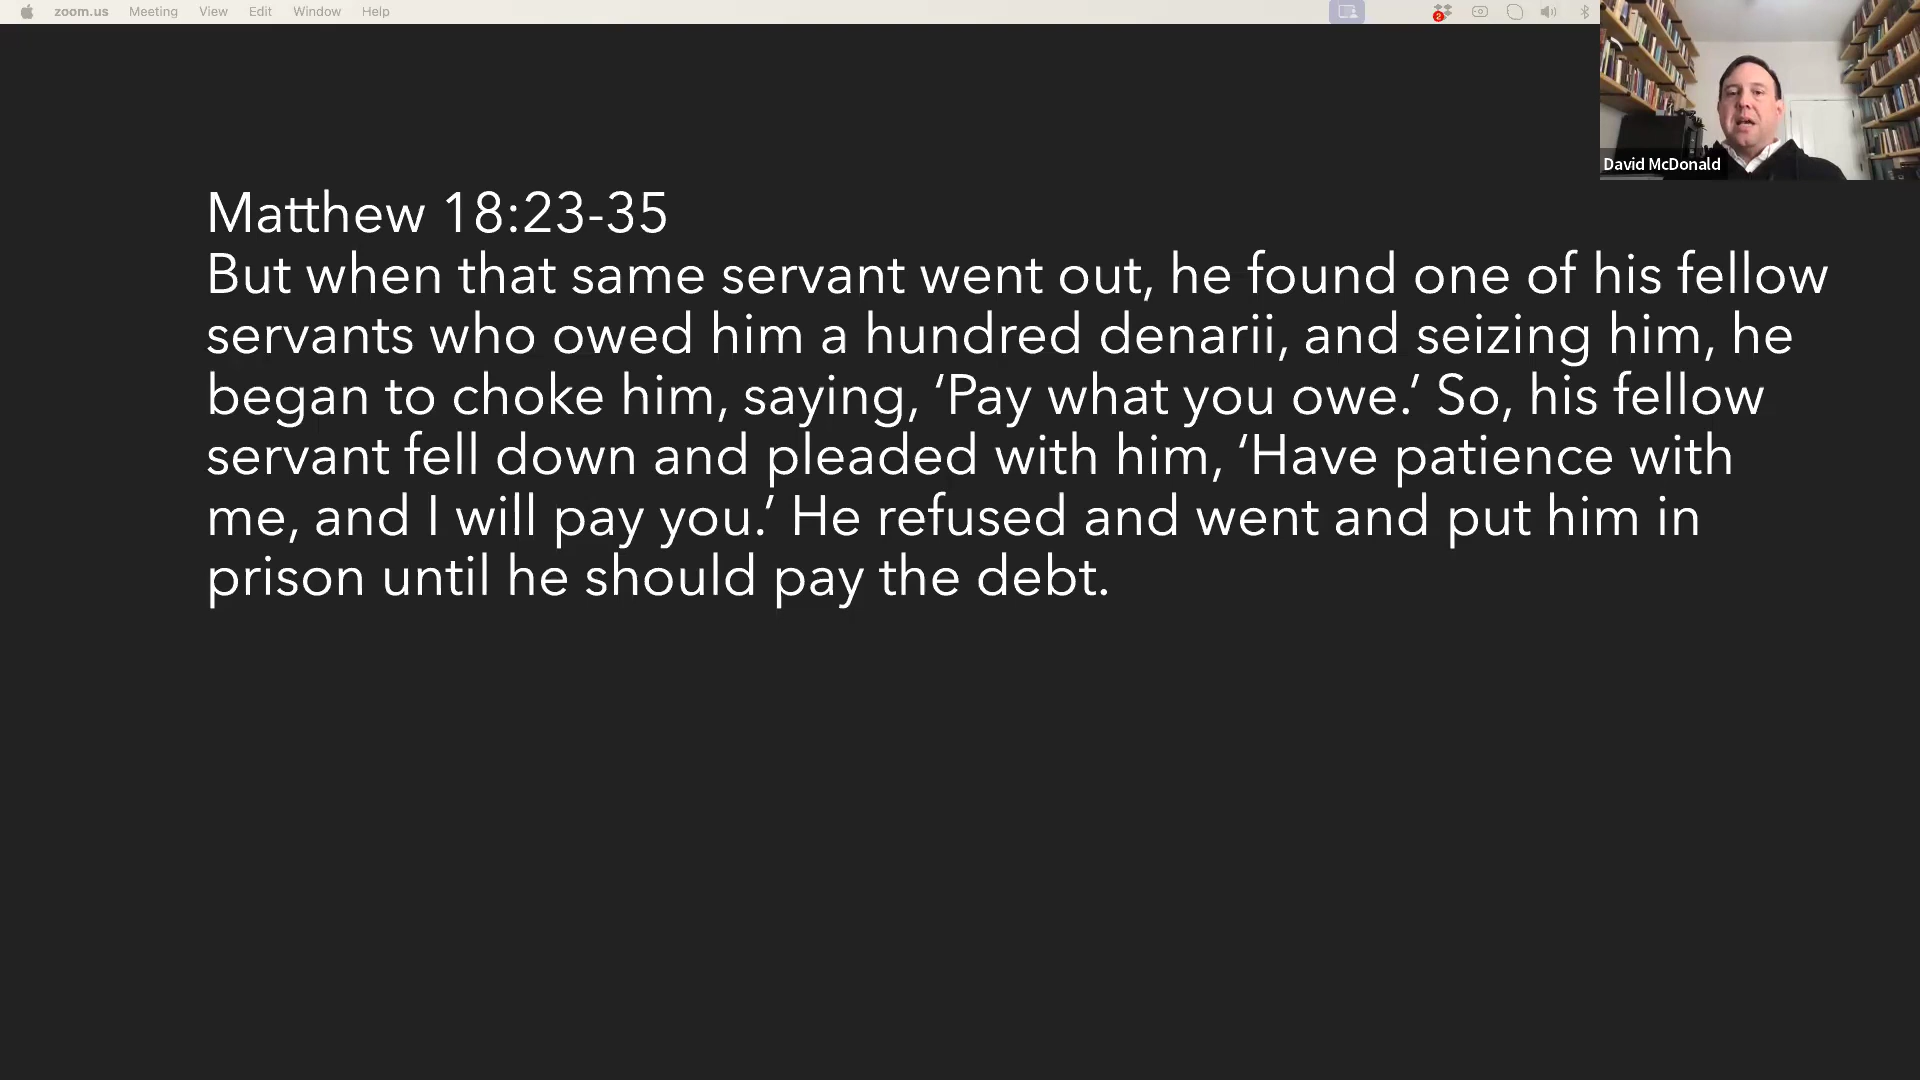 zoom.us Meeting View Edit Window Help
2
David McDonald
Matthew 18:23-35
But when that same servant went out, he found one of his fellow
servants who owed him a hundred denarii, and seizing him, he
began to choke him, saying, ‘Pay what you owe.’ So, his fellow
servant fell down and pleaded with him, ‘Have patience with
me, and I will pay you.’ He refused and went and put him in
prison until he should pay the debt.